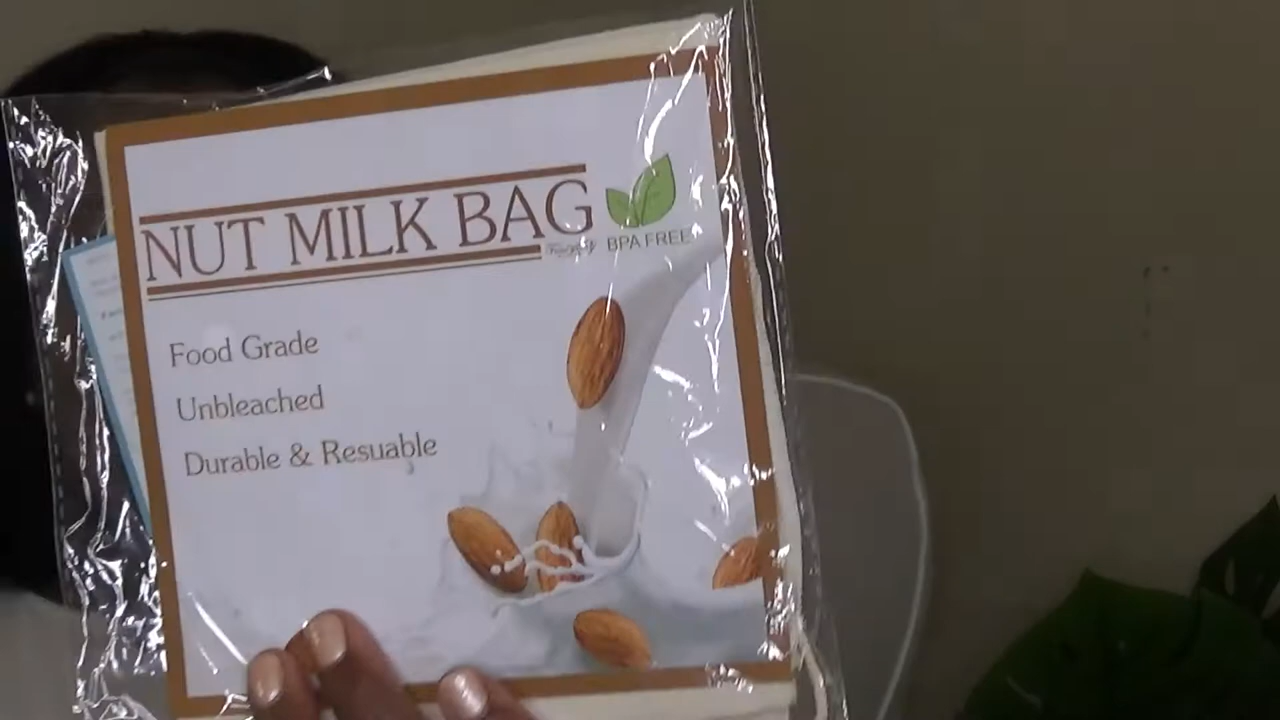 NUT MILK BAG
BPA FREE
Food Grade
Unbleached
Durable & Resuable